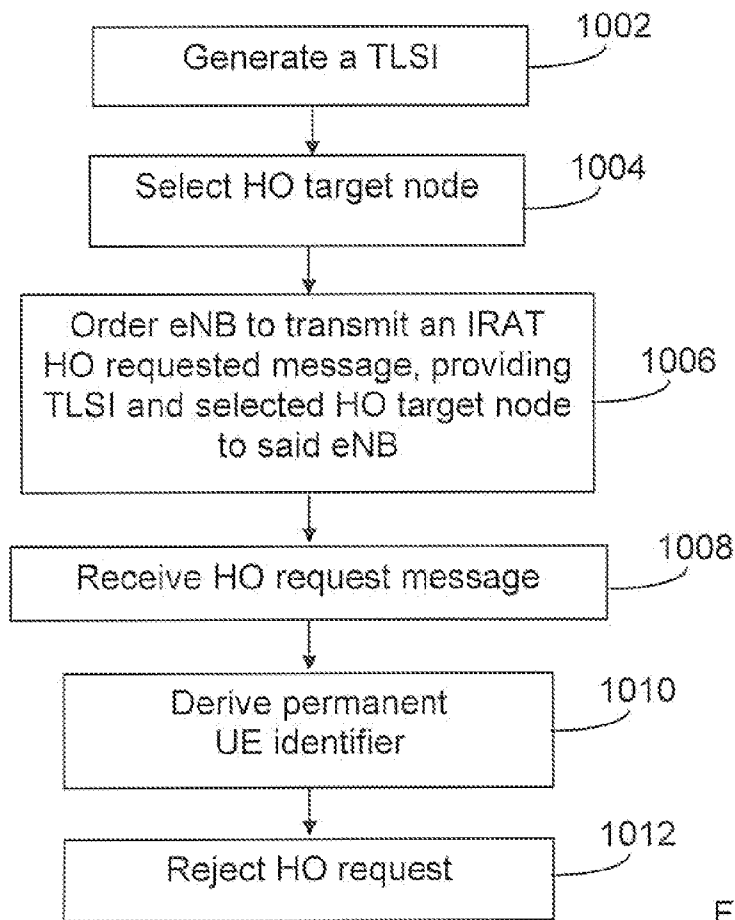 1002
Generate a TLSI
1004
Select HO target node
1006
Order eNB to transmit an IRAT
HO requested message, providing
TLSI and selected HO target node
to said eNB
1008
Receive HO request message
1010
Derive permanent
UE identifier
1012
Reject HO request
F